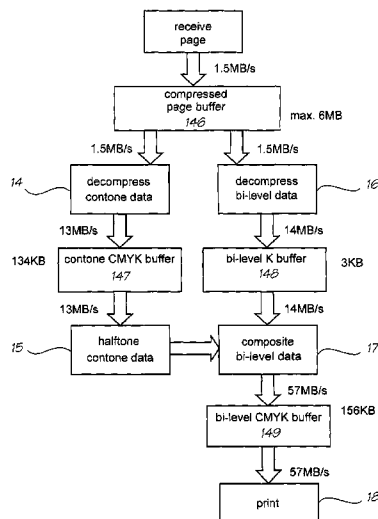 receive
page
1.5MB/s
compressed
page buffer
146
max. 6MB
1.5MB/s
1.5MB/s
14
decompress
contone data
decompress
bi-level data
16
13MB/s
14MB/s
134KB
contone CMYK buffer
147
bi-level K buffer
148
3KB
13MB/s
14MB/s
15
halftone
contone data
composite
bi-level data
17
57MB/s
bi-level CMYK buffer
149
156KB
57MB/s
print
18